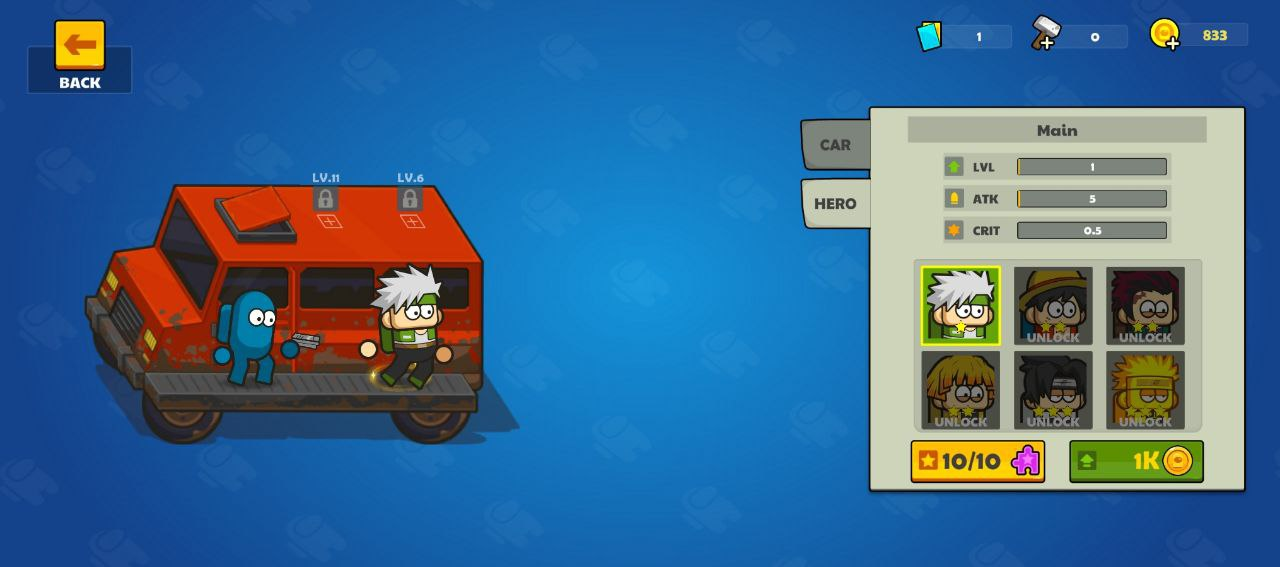 1
0
833
BACK
LV.11
LV.6
CAR
HERO
Main
LVL 1
ATK 5
CRIT 0.5
UNLOCK UNLOCK
UNLOCK UNLOCK UNLOCK
10/10
1K